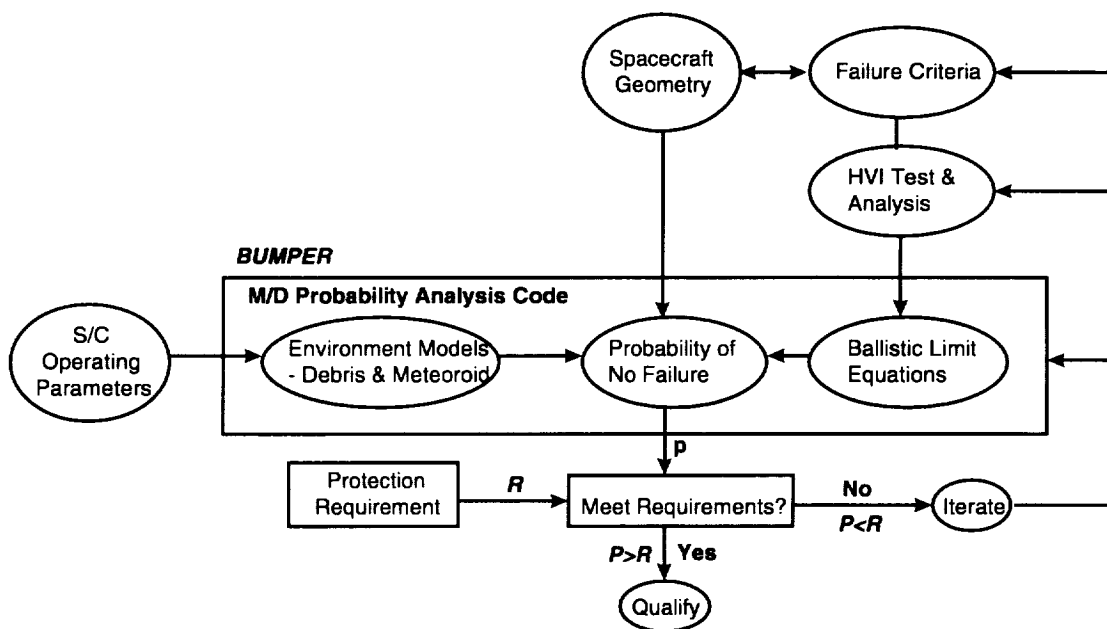 Spacecraft
Geometry
Failure Criteria
HVI Test &
Analysis
BUMPER
M/D Probability Analysis Code
S/C
Operating
Parameters
Environment Models
- Debris & Meteoroid
Probability of
No Failure
Ballistic Limit
Equations
p
Protection
Requirement
R
Meet Requirements?
No
P<R
Iterate
P>R Yes
Qualify